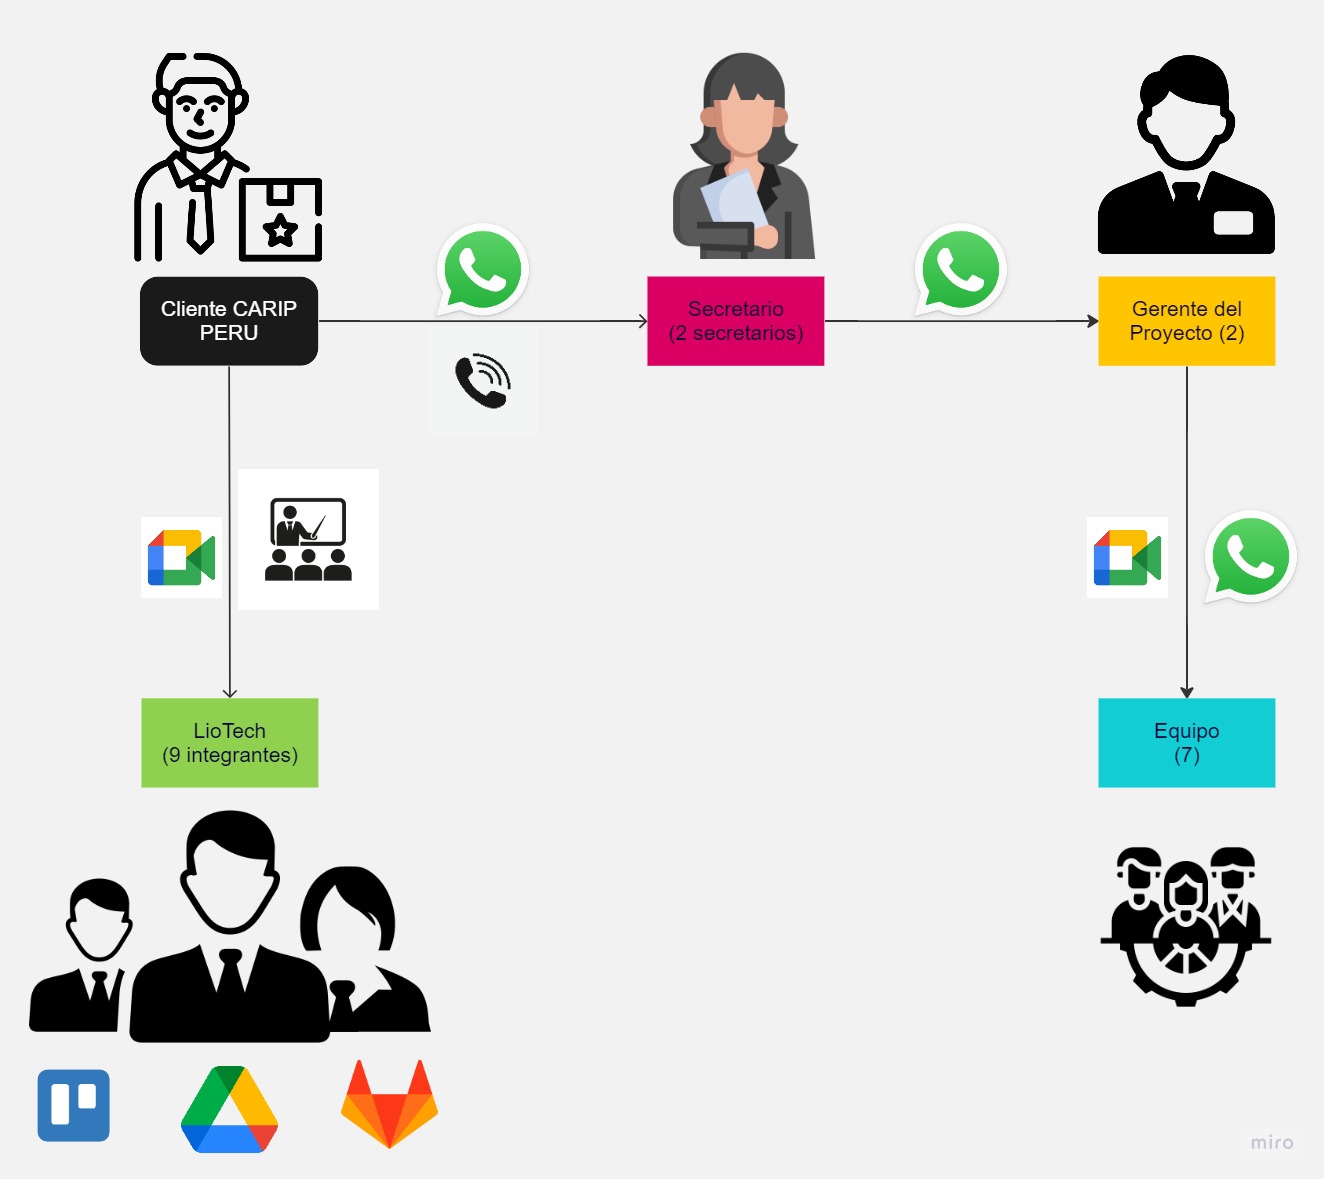 Cliente CARIP
PERU
Secretario
(2 secretarios)
Gerente del
Proyecto (2)
LioTech
(9 integrantes)
Equipo
(7)
miro